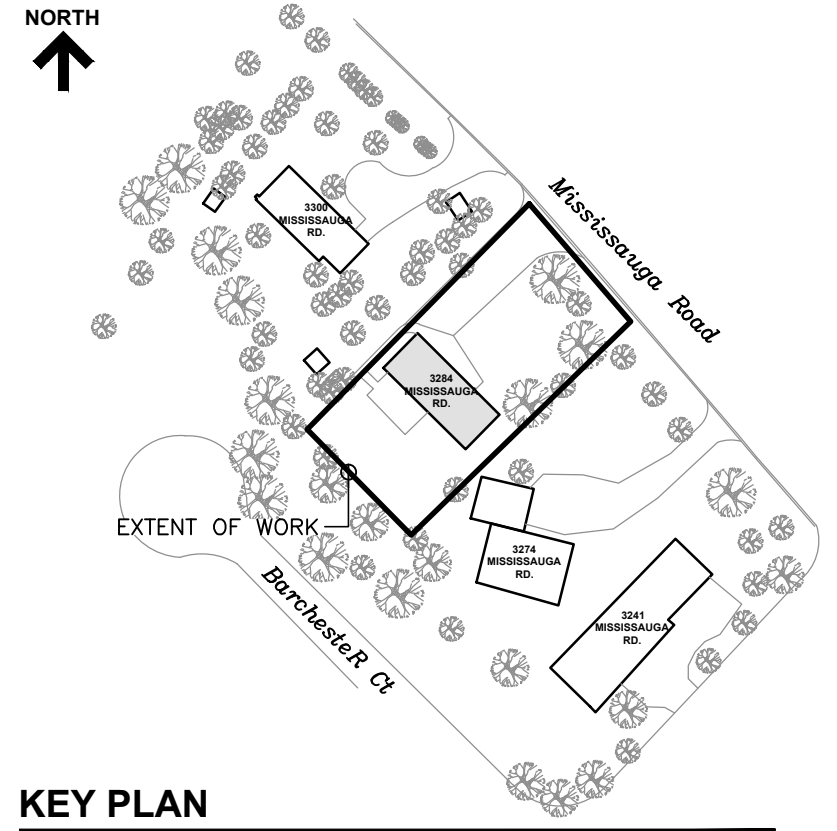 NORTH
Mississauga Road
3300
MISSISSAUGA
RD.
3284
MISSISSAUGA
RD.
EXTENT OF WORK
3274
MISSISSAUGA
RD.
BarchesteR Ct
3241
MISSISSAUGA
RD.
KEY PLAN